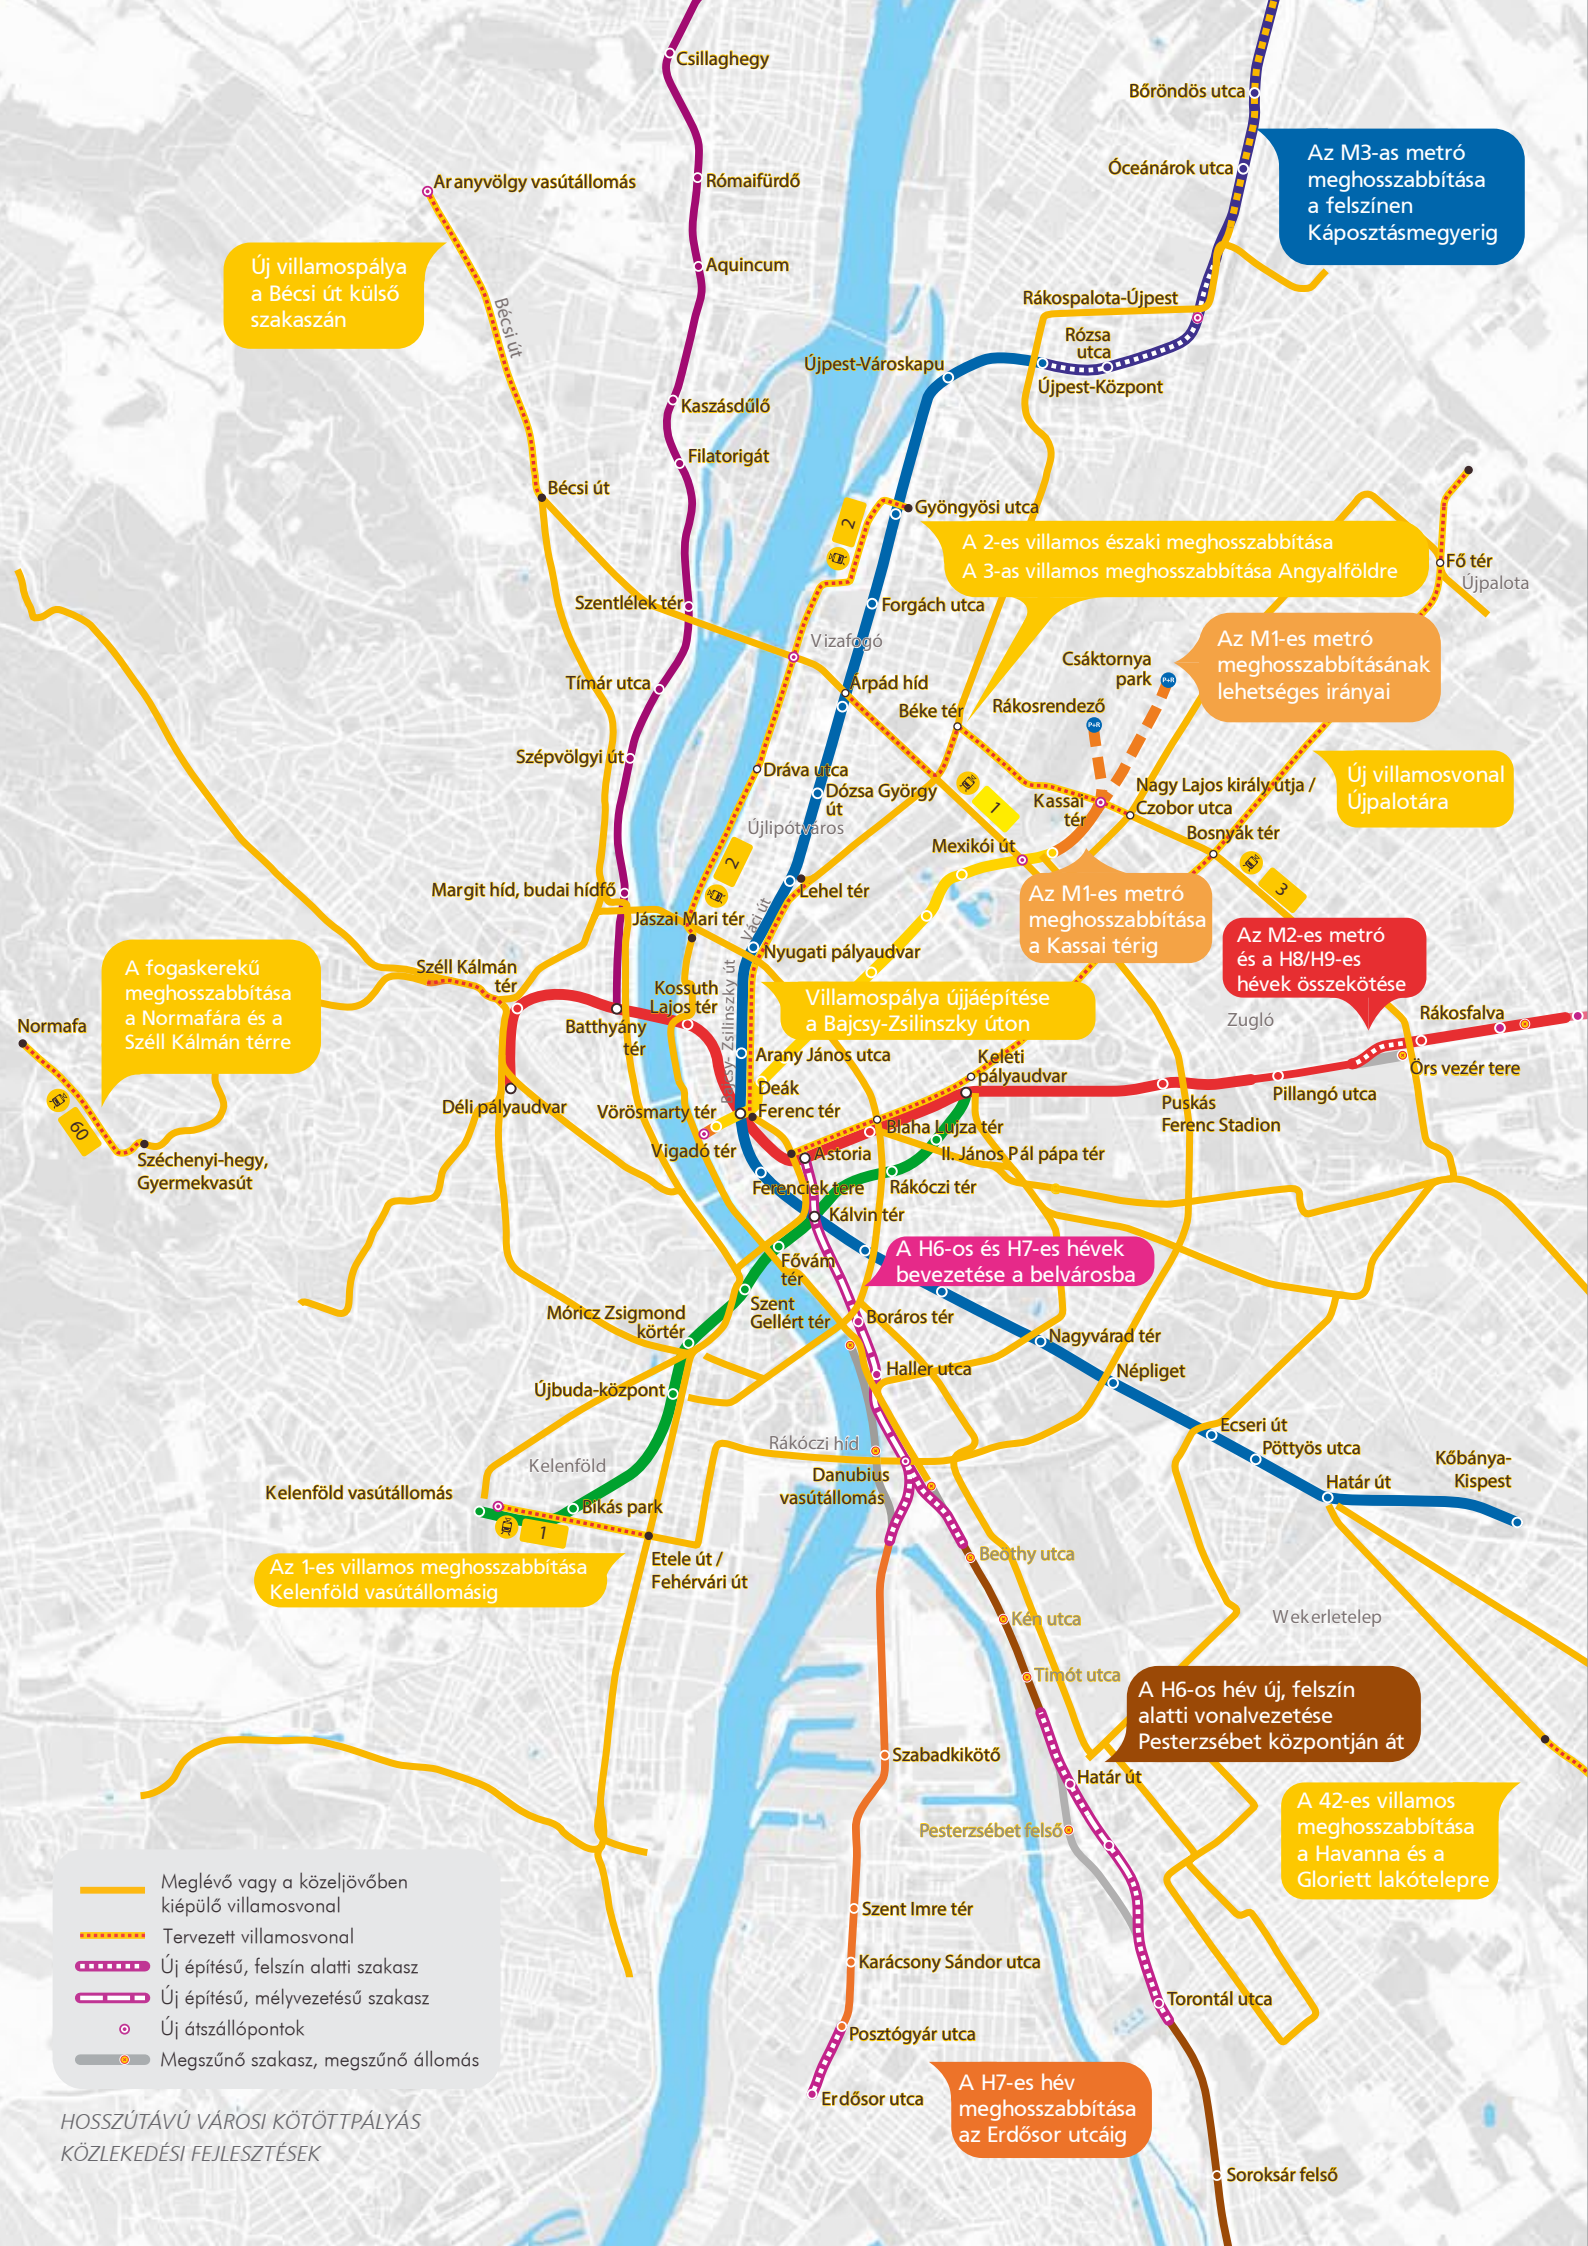 Csillaghegy
Bőröndös utca
Az M3-as metró
meghosszabbítása
a felszínen
Káposztásmegyerig
Óceánárok utca
Aranyvölgy vasútállomás
Rómaifürdő
Új villamospálya
a Bécsi út külső
szakaszán
Aquincum
Bécsi út
Rákospalota-Újpest
Rózsa
utca
Újpest-Városkapu
Újpest-Központ
Kaszásdűlő
Filatorigát
Bécsi út
Gyöngyösi utca
2
A 2-es villamos északi meghosszabbítása
A 3-as villamos meghosszabbítása Angyalföldre
Fő tér
Újpalota
Szentlélek tér
Forgách utca
Vizafogó
Az M1-es metró
meghosszabbításának
lehetséges irányai
Csáktornya
park
P+R
Tímár utca
Árpád híd
Béke tér
Rákosrendező
P+R
Szépvölgyi út
Dráva utca
Dózsa György
út
Új villamosvonal
Újpalotára
1
Kassai
tér
Nagy Lajos király útja /
Czobor utca
Újlipótváros
Bosnyák tér
Mexikói út
2
3
Margit híd, budai hídfő
Lehel tér
Az M1-es metró
meghosszabbítása
a Kassai térig
Jászai Mari tér
Váci út
Az M2-es metró
és a H8/H9-es
hévek összekötése
A fogaskerekű
meghosszabbítása
a Normafára és a
Széll Kálmán térre
Széll Kálmán
tér
Nyugati pályaudvar
Kossuth
Lajos tér
Villamospálya újjáépítése
a Bajcsy-Zsilinszky úton
Bajcsy- Zsilinszky út
Zugló
Rákosfalva
Normafa
Batthyány
tér
Arany János utca
Keleti
pályaudvar
Örs vezér tere
Pillangó utca
Puskás
Ferenc Stadion
Déli pályaudvar
Deák
Ferenc tér
Vörösmarty tér
60
Blaha Lujza tér
Vigadó tér
Astoria
II. János Pál pápa tér
Széchenyi-hegy,
Gyermekvasút
Ferenciek tere
Rákóczi tér
Kálvin tér
A H6-os és H7-es hévek
bevezetése a belvárosba
Fővám
tér
Móricz Zsigmond
körtér
Szent
Gellért tér
Boráros tér
Nagyvárad tér
Haller utca
Népliget
Újbuda-központ
Ecseri út
Rákóczi híd
Pöttyös utca
Kőbánya-
Kispest
Kelenföld
Danubius
vasútállomás
Határ út
Kelenföld vasútállomás
Bikás park
1
Az 1-es villamos meghosszabbítása
Kelenföld vasútállomásig
Etele út /
Fehérvári út
Beöthy utca
Kén utca
Wekerletelep
Timót utca
A H6-os hév új, felszín
alatti vonalvezetése
Pesterzsébet központján át
Szabadkikötő
Határ út
A 42-es villamos
meghosszabbítása
a Havanna és a
Gloriett lakótelepre
Pesterzsébet felső
Meglévő vagy a közeljövőben
kiépülő villamosvonal
Szent Imre tér
Tervezett villamosvonal
Új építésű, felszín alatti szakasz
Karácsony Sándor utca
Új építésű, mélyvezetésű szakasz
Torontál utca
Új átszállópontok
Posztógyár utca
Megszűnő szakasz, megszűnő állomás
Erdősor utca
A H7-es hév
meghosszabbítása
az Erdősor utcáig
HOSSZÚTÁVÚ VÁROSI KÖTÖTTPÁLYÁS
KÖZLEKEDÉSI FEJLESZTÉSEK
Soroksár felső